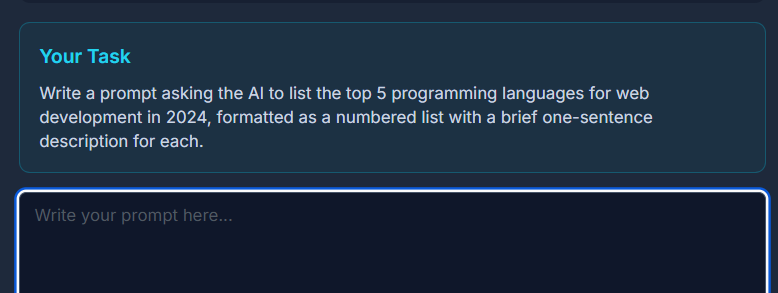 Your Task
Write a prompt asking the AI to list the top 5 programming languages for web
development in 2024, formatted as a numbered list with a brief one-sentence
description for each.
Write your prompt here...